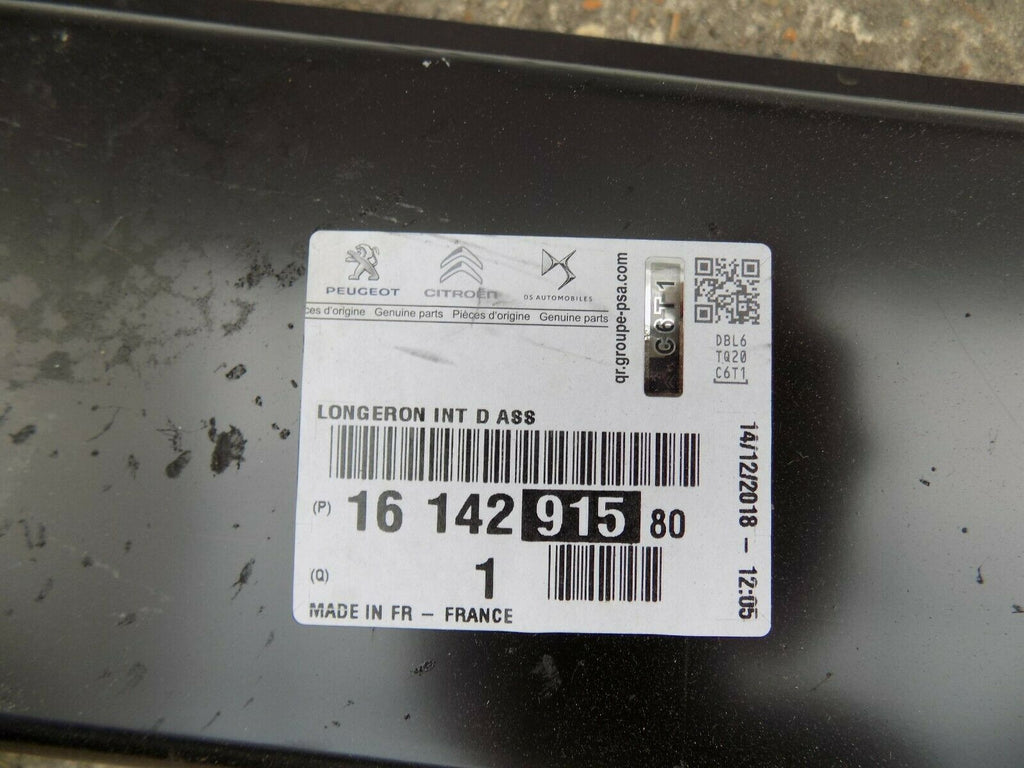 PEUGEOT CITROËN DS AUTOMOBILES
ces d'origine Genuine parts Pièces d'origine Genuine parts
qr.groupe-psa.com
C6T1
DBL6
TQ20
C6T1
LONGERON INT D ASS
(P) 16 142 915 80
(Q) 1
MADE IN FR – FRANCE
14/12/2018 – 12:05